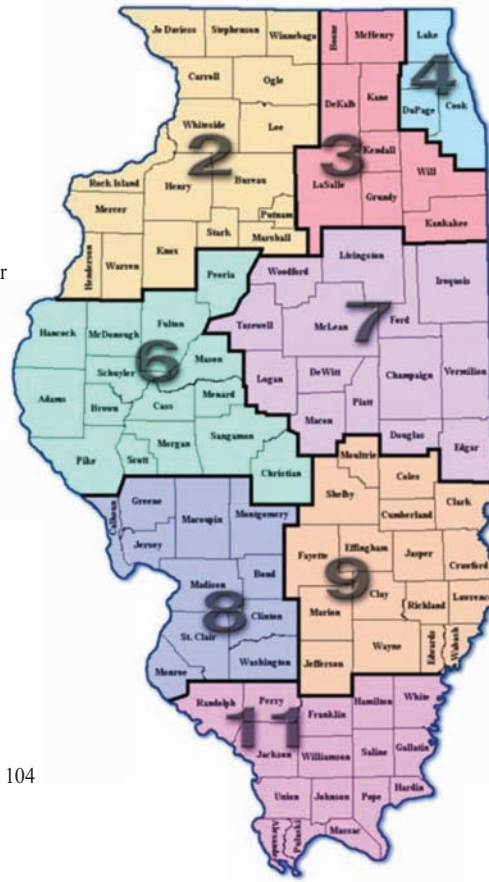 Jo Daviess Stephenson Winnebago Boone McHenry Lake
Carroll Ogle DeKalb Kane 4 Cook
DuPage
Whiteside Lee
2 3 Kendall
Rock Island Henry Bureau LaSalle Grundy Will
Mercer Putnam
Henderson Warren Knox Stark Marshall Kankakee
r
Peoria Woodford Livingston Iroquois
Hancock McDonough Fulton Tazewell McLean 7 Ford
6 Mason
Schuyler Logan DeWitt Champaign Vermilion
Adams Brown Cass Menard Piatt
Morgan Sangamon Macon
Pike Scott Christian Douglas Edgar
Moultrie Coles
Shelby Clark
Calhoun Greene Macoupin Montgomery Cumberland
Jersey Fayette Effingham Jasper Crawford
Madison Bond 9
8 Clinton Marion Clay Richland Lawrence
St. Clair Wayne Edwards Wabash
Monroe Washington Jefferson
Randolph Perry Franklin Hamilton White
11
Jackson Williamson Saline Gallatin
104
Union Johnson Pope Hardin
Alexander Pulaski Massac